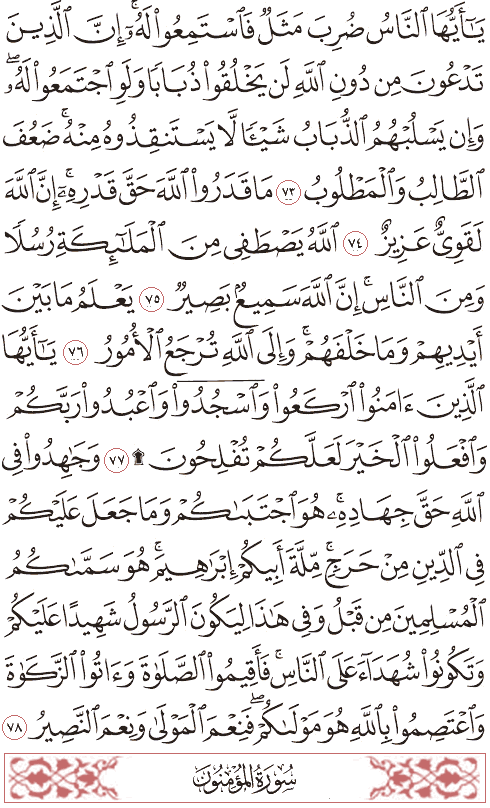 يَٰٓأَيُّهَا ٱلنَّاسُ ضُرِبَ مَثَلٌ فَٱسْتَمِعُوا۟ لَهُۥٓ ۚ إِنَّ ٱلَّذِينَ
تَدْعُونَ مِن دُونِ ٱللَّهِ لَن يَخْلُقُوا۟ ذُبَابًا وَلَوِ ٱجْتَمَعُوا۟ لَهُۥ ۖ
وَإِن يَسْلُبْهُمُ ٱلذُّبَابُ شَيْـًٔا لَّا يَسْتَنقِذُوهُ مِنْهُ ۚ ضَعُفَ
ٱلطَّالِبُ وَٱلْمَطْلُوبُ ٧٣ مَا قَدَرُوا۟ ٱللَّهَ حَقَّ قَدْرِهِۦٓ ۗ إِنَّ ٱللَّهَ
لَقَوِىٌّ عَزِيزٌ ٧٤ ٱللَّهُ يَصْطَفِى مِنَ ٱلْمَلَٰٓئِكَةِ رُسُلًا
وَمِنَ ٱلنَّاسِ ۚ إِنَّ ٱللَّهَ سَمِيعٌۢ بَصِيرٌ ٧٥ يَعْلَمُ مَا بَيْنَ
أَيْدِيهِمْ وَمَا خَلْفَهُمْ ۗ وَإِلَى ٱللَّهِ تُرْجَعُ ٱلْأُمُورُ ٧٦ يَٰٓأَيُّهَا
ٱلَّذِينَ ءَامَنُوا۟ ٱرْكَعُوا۟ وَٱسْجُدُوا۟ وَٱعْبُدُوا۟ رَبَّكُمْ
وَٱفْعَلُوا۟ ٱلْخَيْرَ لَعَلَّكُمْ تُفْلِحُونَ ۩ ٧٧ وَجَٰهِدُوا۟ فِى
ٱللَّهِ حَقَّ جِهَادِهِۦ ۚ هُوَ ٱجْتَبَىٰكُمْ وَمَا جَعَلَ عَلَيْكُمْ
فِى ٱلدِّينِ مِنْ حَرَجٍ ۚ مِّلَّةَ أَبِيكُمْ إِبْرَٰهِيمَ ۚ هُوَ سَمَّىٰكُمُ
ٱلْمُسْلِمِينَ مِن قَبْلُ وَفِى هَٰذَا لِيَكُونَ ٱلرَّسُولُ شَهِيدًا عَلَيْكُمْ
وَتَكُونُوا۟ شُهَدَآءَ عَلَى ٱلنَّاسِ ۚ فَأَقِيمُوا۟ ٱلصَّلَوٰةَ وَءَاتُوا۟ ٱلزَّكَوٰةَ
وَٱعْتَصِمُوا۟ بِٱللَّهِ هُوَ مَوْلَىٰكُمْ ۖ فَنِعْمَ ٱلْمَوْلَىٰ وَنِعْمَ ٱلنَّصِيرُ ٧٨
سُورَةُ الْمُؤْمِنُونَ